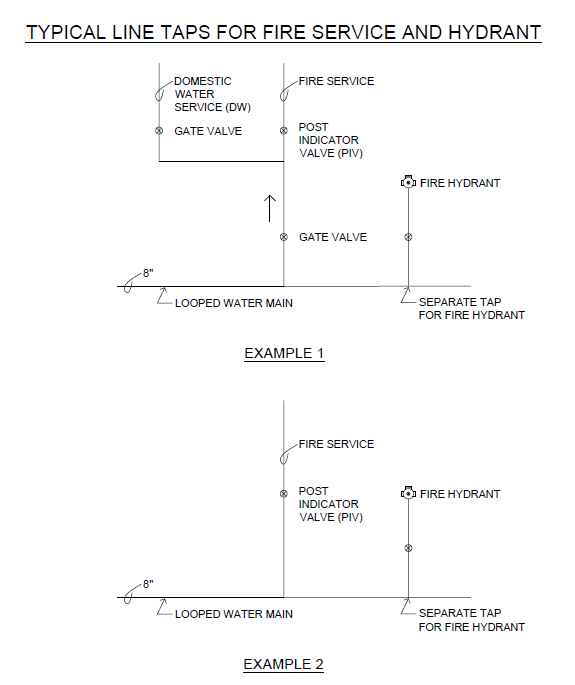 TYPICAL LINE TAPS FOR FIRE SERVICE AND HYDRANT
DOMESTIC
WATER
SERVICE (DW)
FIRE SERVICE
GATE VALVE
POST
INDICATOR
VALVE (PIV)
FIRE HYDRANT
GATE VALVE
8"
LOOPED WATER MAIN
SEPARATE TAP
FOR FIRE HYDRANT
EXAMPLE 1
FIRE SERVICE
POST
INDICATOR
VALVE (PIV)
FIRE HYDRANT
8"
LOOPED WATER MAIN
SEPARATE TAP
FOR FIRE HYDRANT
EXAMPLE 2